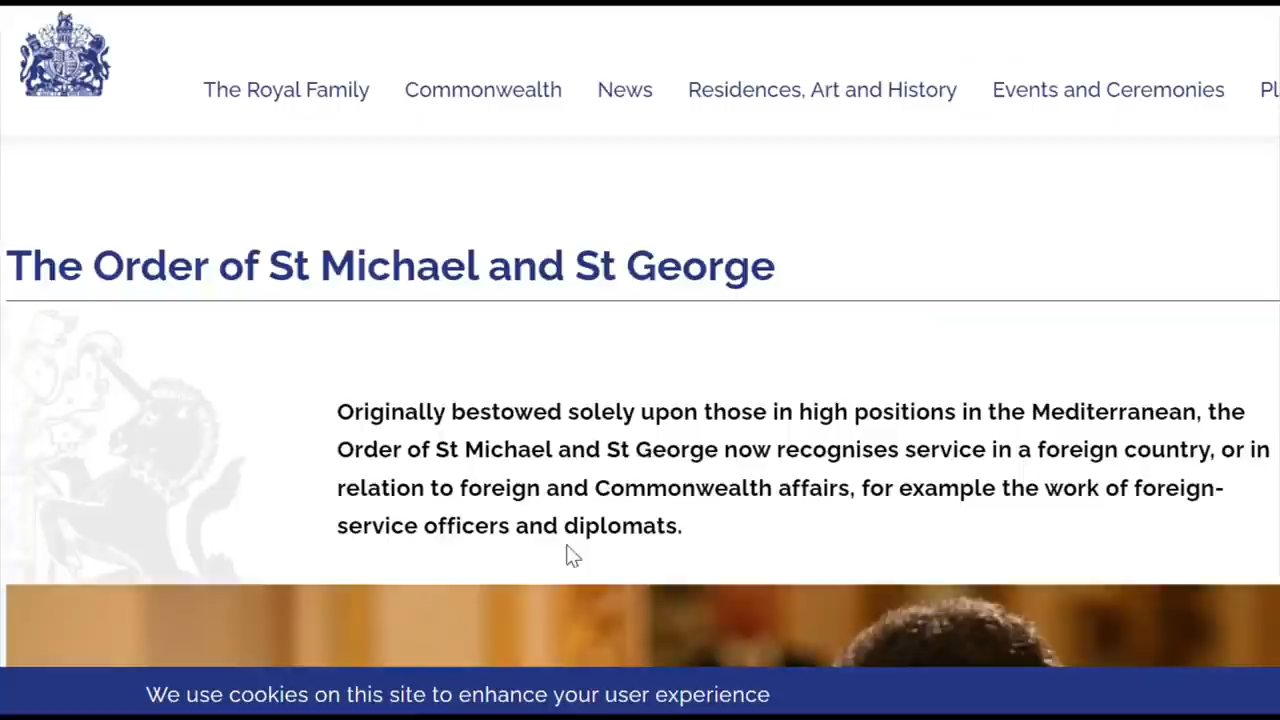 The Royal Family Commonwealth News Residences, Art and History Events and Ceremonies Pl
The Order of St Michael and St George
Originally bestowed solely upon those in high positions in the Mediterranean, the
Order of St Michael and St George now recognises service in a foreign country, or in
relation to foreign and Commonwealth affairs, for example the work of foreign-
service officers and diplomats.
We use cookies on this site to enhance your user experience